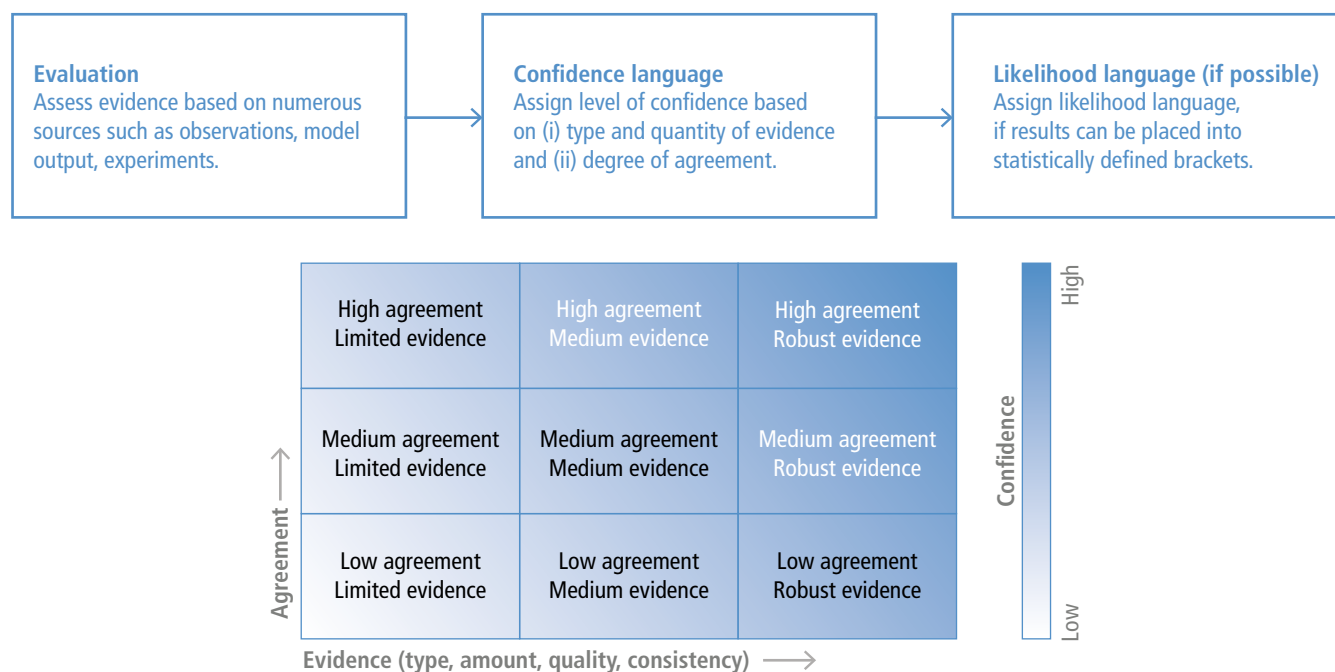 Evaluation
Assess evidence based on numerous
sources such as observations, model
output, experiments.
Confidence language
Assign level of confidence based
on (i) type and quantity of evidence
and (ii) degree of agreement.
Likelihood language (if possible)
Assign likelihood language,
if results can be placed into
statistically defined brackets.
High agreement
Limited evidence
High agreement
Medium evidence
High agreement
Robust evidence
Medium agreement
Limited evidence
Medium agreement
Medium evidence
Medium agreement
Robust evidence
Low agreement
Limited evidence
Low agreement
Medium evidence
Low agreement
Robust evidence
Agreement
Evidence (type, amount, quality, consistency)
Confidence
High
Low